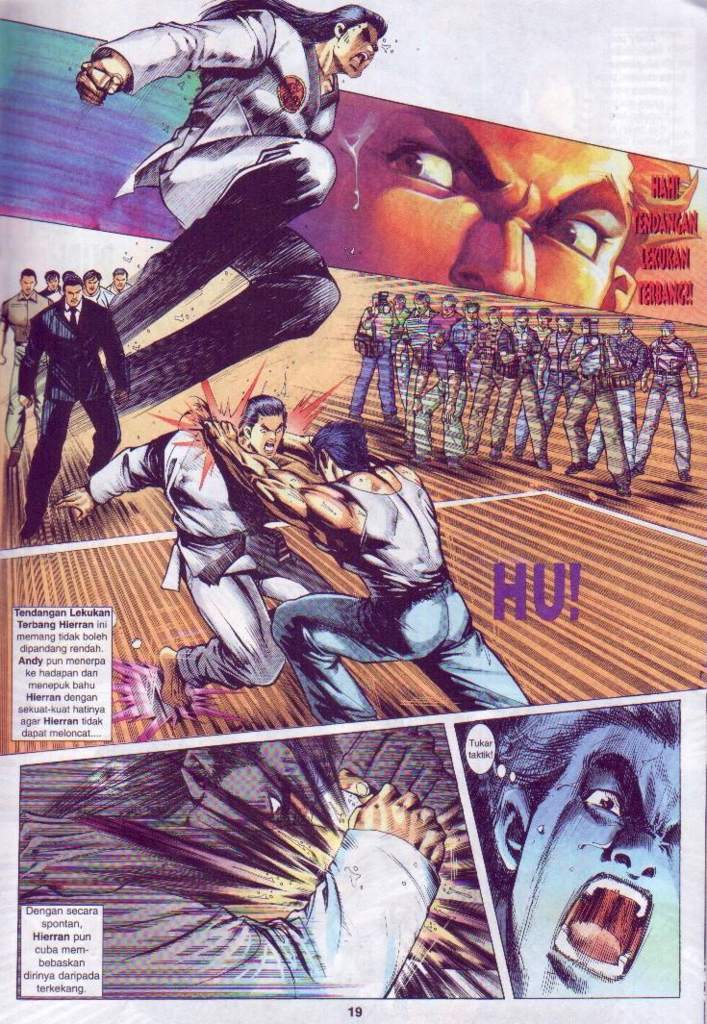 HAH!
TENDANGAN
LEKUKAN
TERBANG!!
HU!
Tendangan Lekukan
Terbang Hierran ini
memang tidak boleh
dipandang rendah.
Andy pun menerpa
ke hadapan dan
menepuk bahu
Hierran dengan
sekuat-kuat hatinya
agar Hierran tidak
dapat meloncat....
Tukar
taktik!
Dengan secara
spontan,
Hierran pun
cuba mem-
bebaskan
dirinya daripada
terkekang.
19